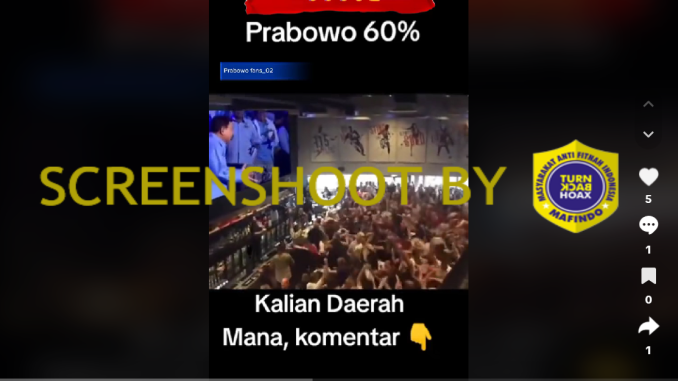 Prabowo 60%
Prabowo fans_02
SCREENSHOOT BY
MASYARAKAT ANTI FITNAH INDONESIA
TURN
BACK
HOAX
MAFINDO
5
1
0
1
Kalian Daerah
Mana, komentar 👇